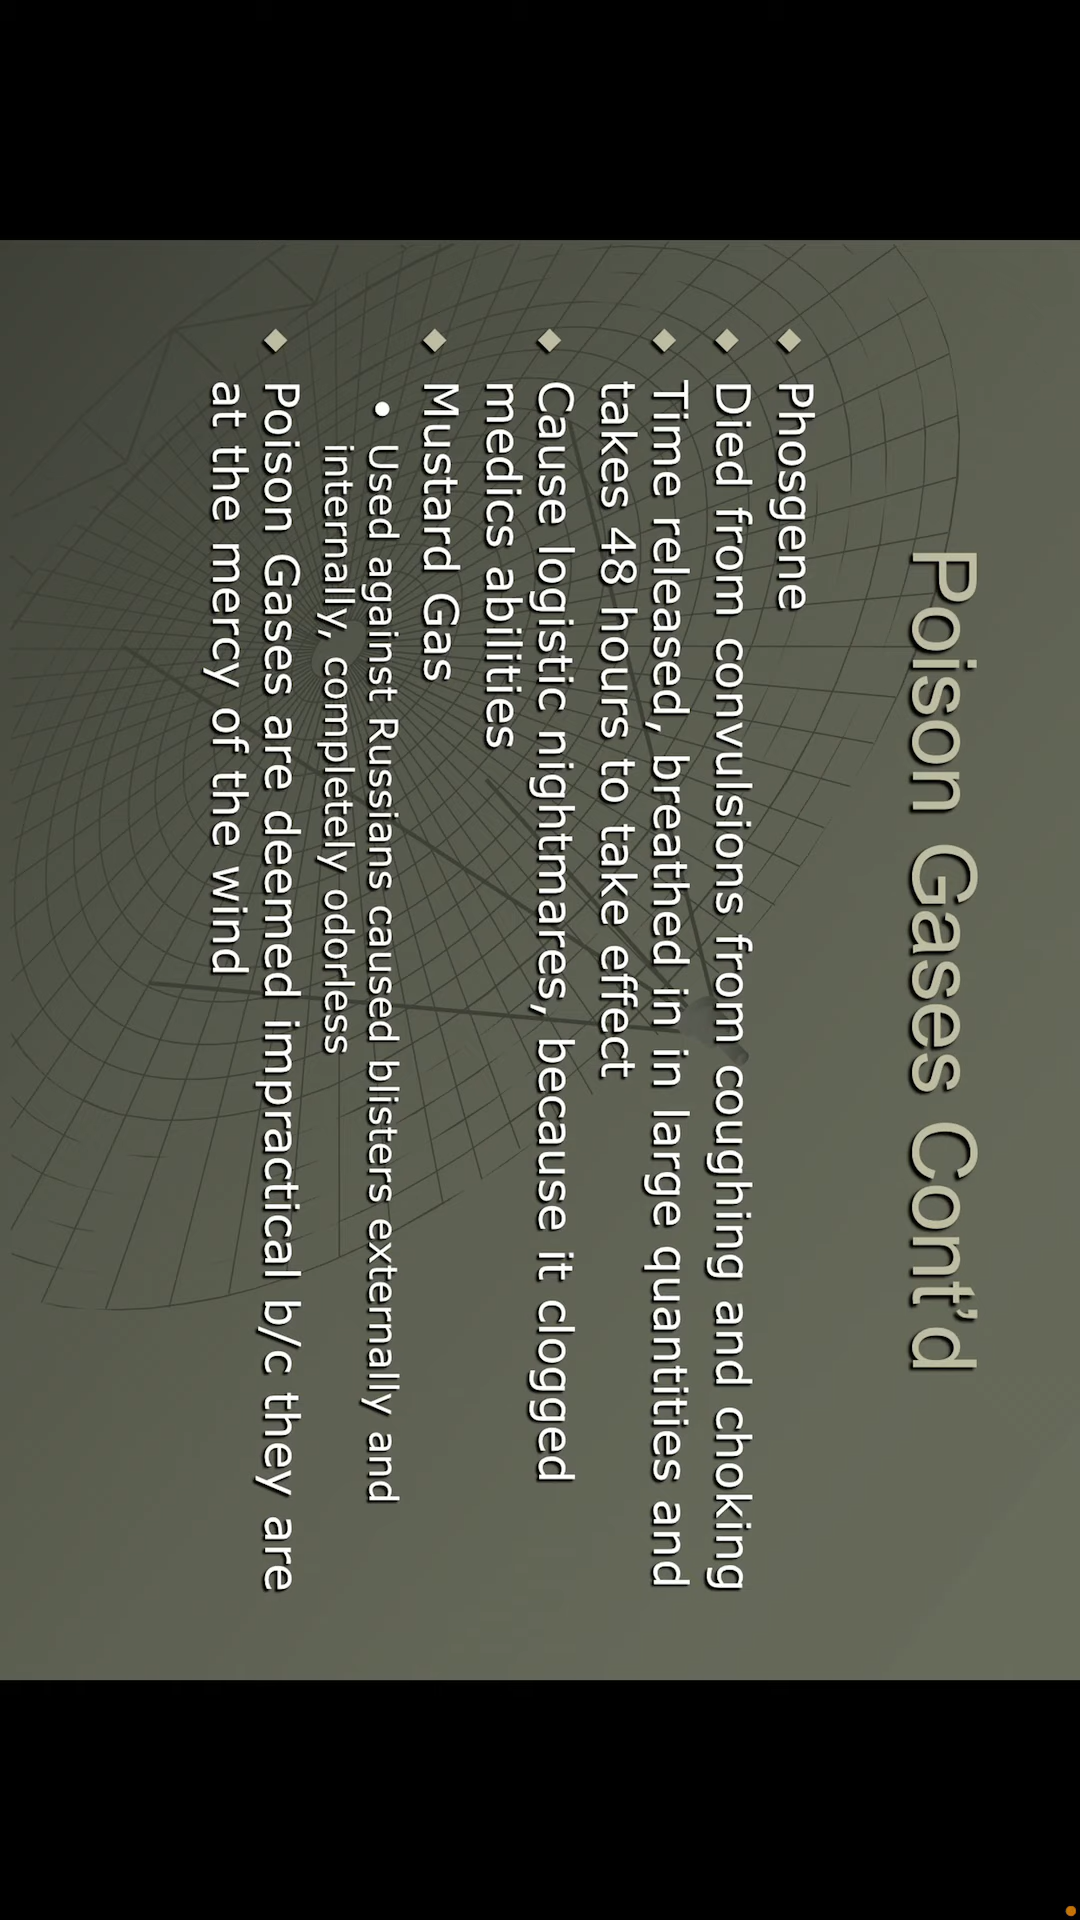 Poison Gases Cont'd
Phosgene
Died from convulsions from coughing and choking
Time released, breathed in in large quantities and
takes 48 hours to take effect
Cause logistic nightmares, because it clogged
medics abilities
Mustard Gas
Used against Russians caused blisters externally and
internally, completely odorless
Poison Gases are deemed impractical b/c they are
at the mercy of the wind